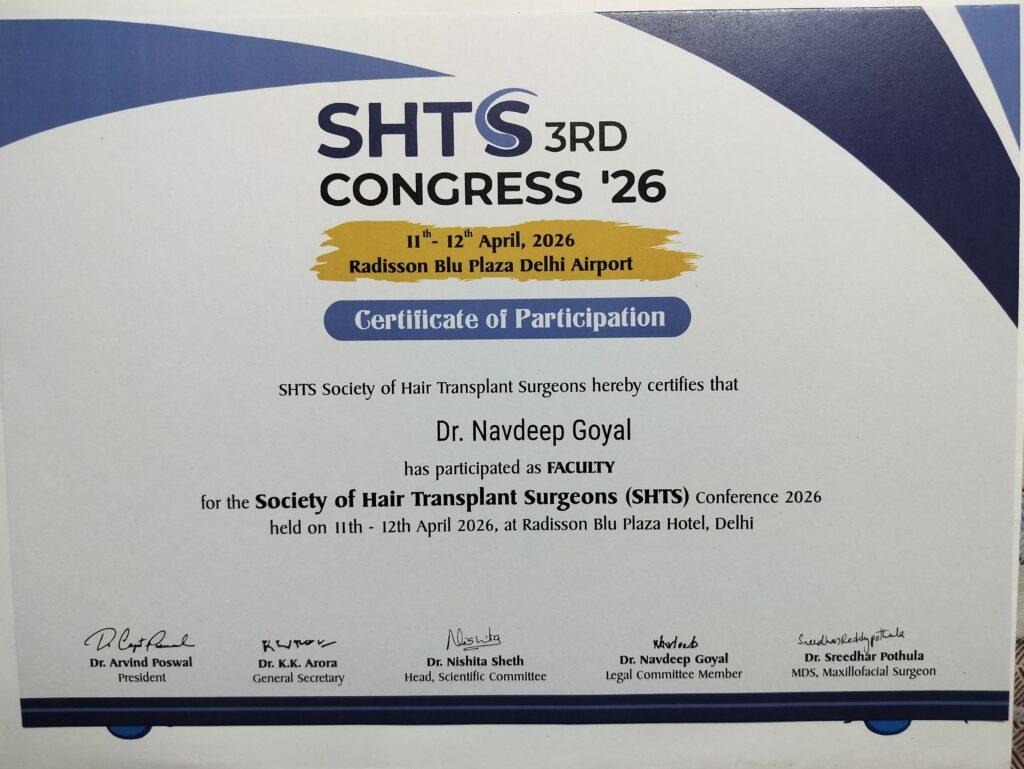 SHTS 3RD
CONGRESS '26
11th- 12th April, 2026
Radisson Blu Plaza Delhi Airport
Certificate of Participation
SHTS Society of Hair Transplant Surgeons hereby certifies that
Dr. Navdeep Goyal
has participated as FACULTY
for the Society of Hair Transplant Surgeons (SHTS) Conference 2026
held on 11th - 12th April 2026, at Radisson Blu Plaza Hotel, Delhi
Nishita Navdeep SreedharReddypothula
Dr. Arvind Poswal Dr. K.K. Arora Dr. Nishita Sheth Dr. Navdeep Goyal Dr. Sreedhar Pothula
President General Secretary Head, Scientific Committee Legal Committee Member MDS, Maxillofacial Surgeon